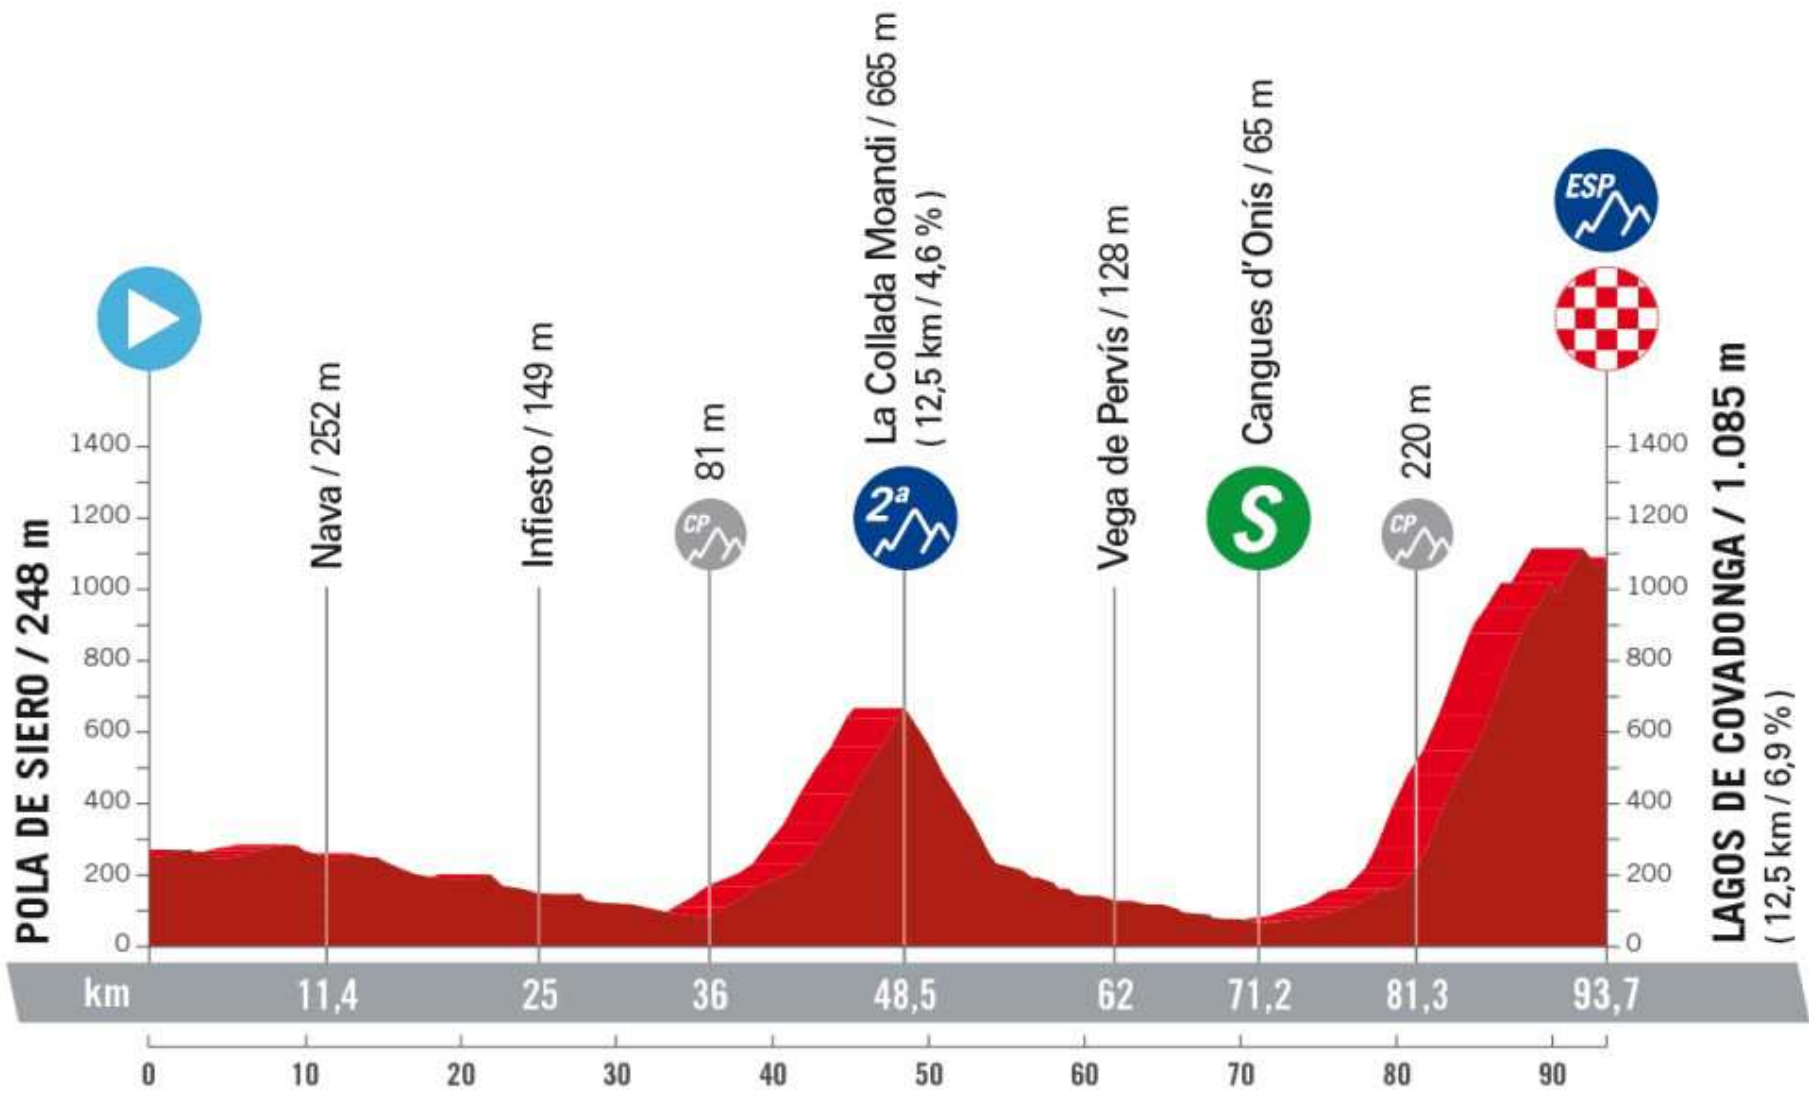 POLA DE SIERO / 248 m
Nava / 252 m
Infiesto / 149 m
81 m
CP
La Collada Moandi / 665 m
( 12,5 km / 4,6 % )
2ª
Vega de Pervís / 128 m
Cangues d'Onís / 65 m
S
220 m
CP
ESP
LAGOS DE COVADONGA / 1.085 m
( 12,5 km / 6,9 % )
1400
1200
1000
800
600
400
200
0
1400
1200
1000
800
600
400
200
0
km 11,4 25 36 48,5 62 71,2 81,3 93,7
0 10 20 30 40 50 60 70 80 90